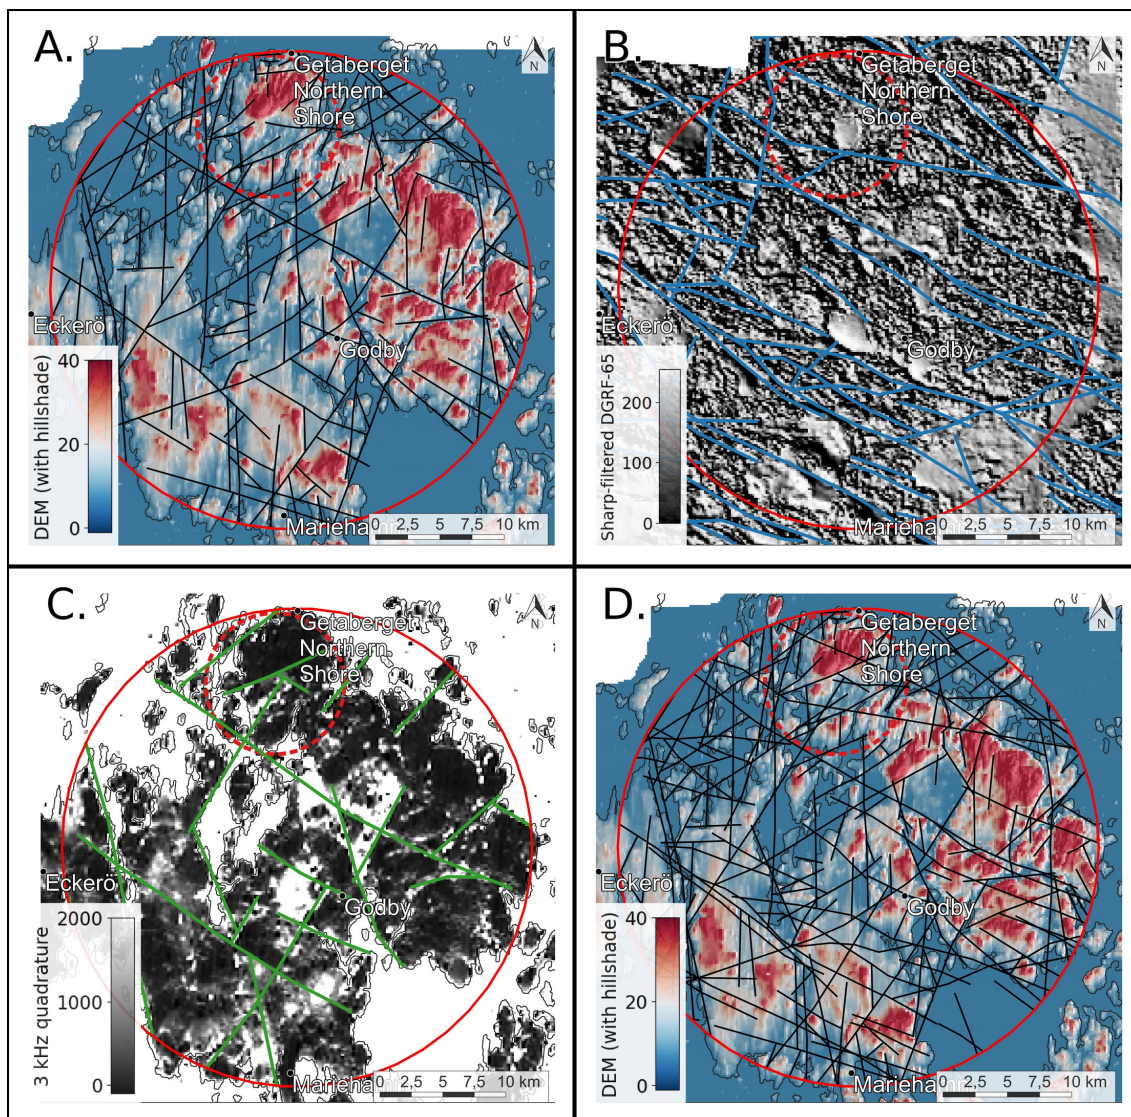 A.
N
Getaberget
Northern
Shore
Eckerö
Godby
40
20
0
DEM (with hillshade)
Marieha
0 2,5 5 7,5 10 km
B.
N
Getaberget
Northern
Shore
Eckerö
Godby
200
100
0
Sharp-filtered DGRF-65
Marieha
0 2,5 5 7,5 10 km
C.
N
Getaberget
Northern
Shore
Eckerö
Godby
2000
1000
0
3 kHz quadrature
Marieha
0 2,5 5 7,5 10 km
D.
N
Getaberget
Northern
Shore
Eckerö
Godby
40
20
0
DEM (with hillshade)
Marieha
0 2,5 5 7,5 10 km